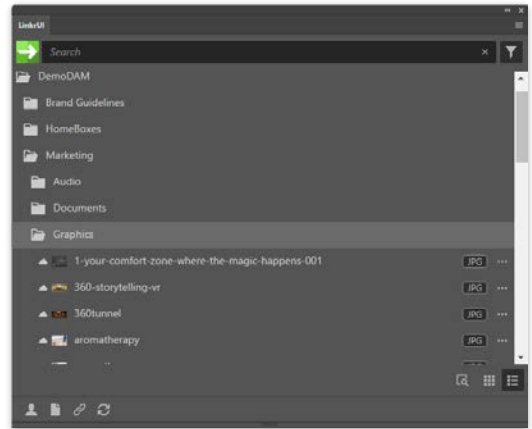 LinkrUI
Search
DemoDAM
Brand Guidelines
HomeBoxes
Marketing
Audio
Documents
Graphics
1-your-comfort-zone-where-the-magic-happens-001 JPG
360-storytelling-vr JPG
360tunnel JPG
aromatherapy JPG